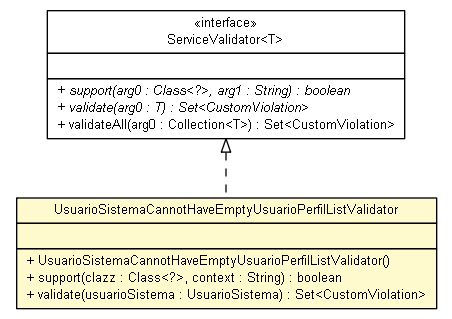 «interface»
ServiceValidator<T>
+ support(arg0 : Class<?>, arg1 : String) : boolean
+ validate(arg0 : T) : Set<CustomViolation>
+ validateAll(arg0 : Collection<T>) : Set<CustomViolation>
UsuarioSistemaCannotHaveEmptyUsuarioPerfilListValidator
+ UsuarioSistemaCannotHaveEmptyUsuarioPerfilListValidator()
+ support(clazz : Class<?>, context : String) : boolean
+ validate(usuarioSistema : UsuarioSistema) : Set<CustomViolation>